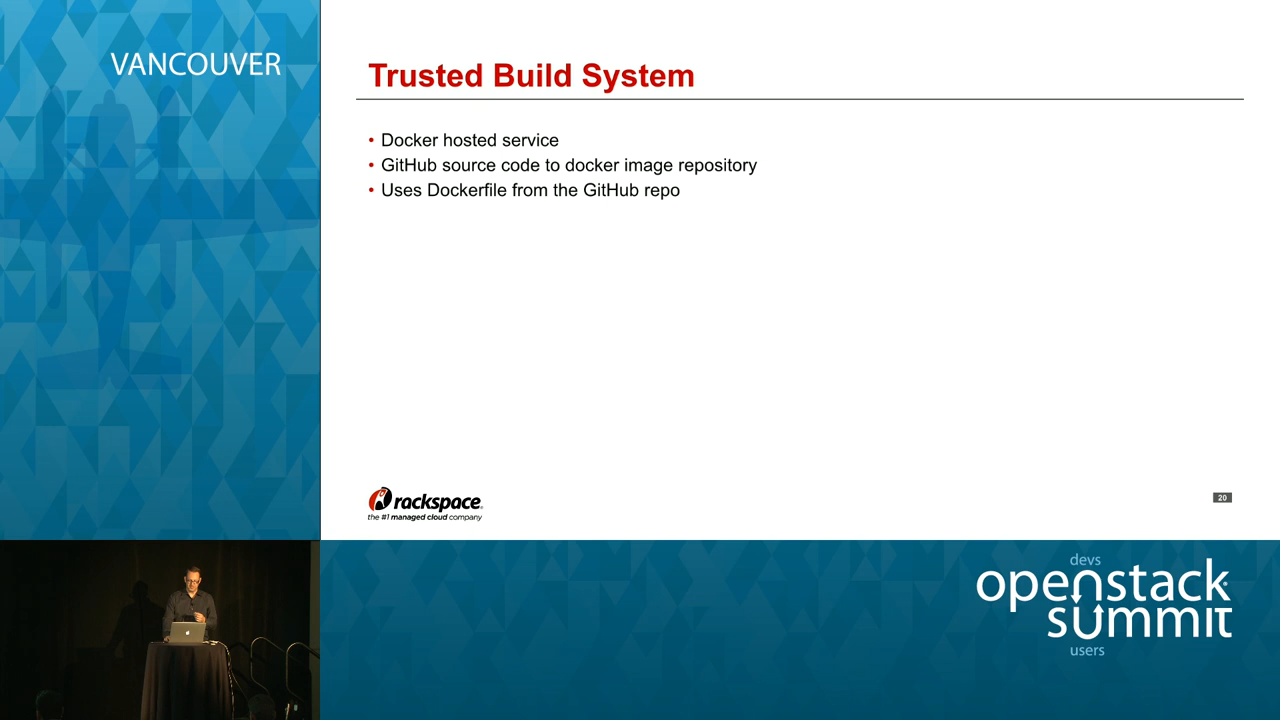 VANCOUVER
Trusted Build System
• Docker hosted service
• GitHub source code to docker image repository
• Uses Dockerfile from the GitHub repo
rackspace®
the #1 managed cloud company
20
devs
openstack®
summit
users